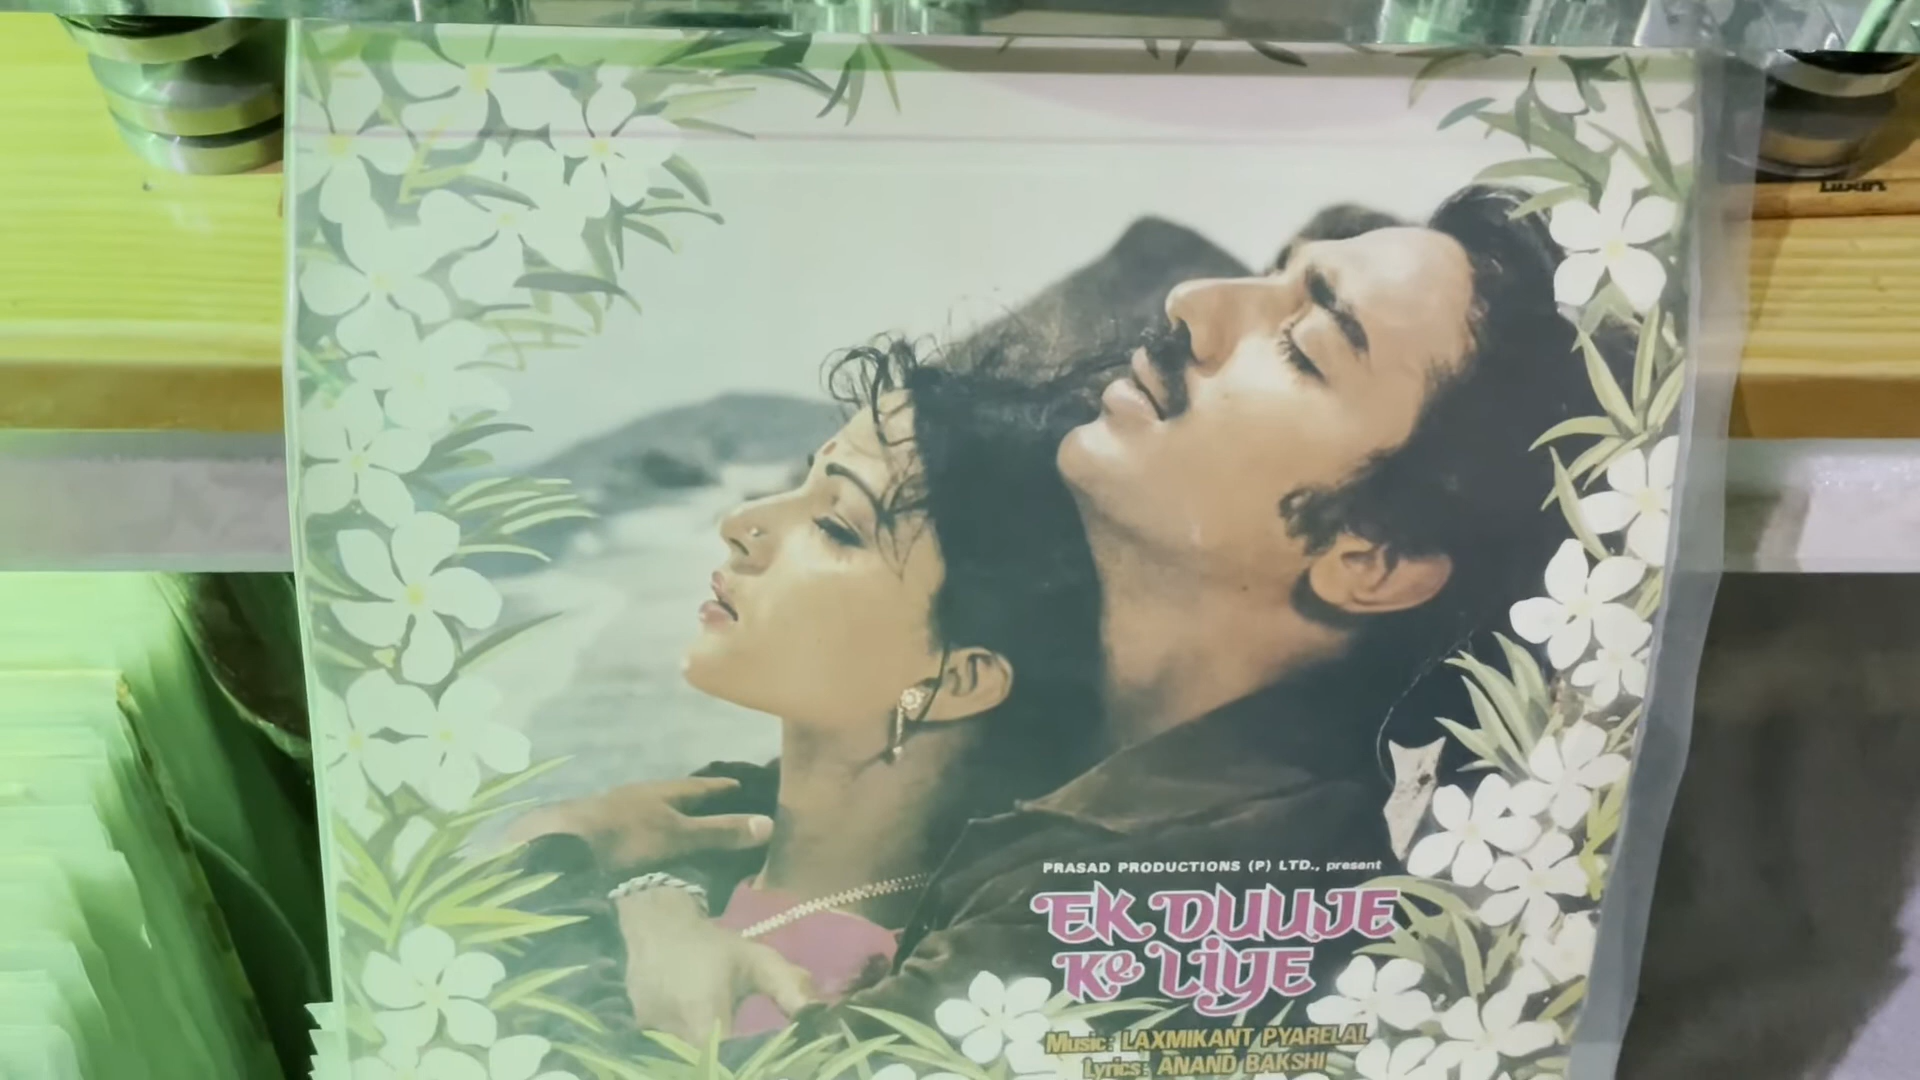 PRASAD PRODUCTIONS (P) LTD., present
EK DUUJE
Ke LiYE
Music: LAXMIKANT PYARELAL
Lyrics: ANAND BAKSHI